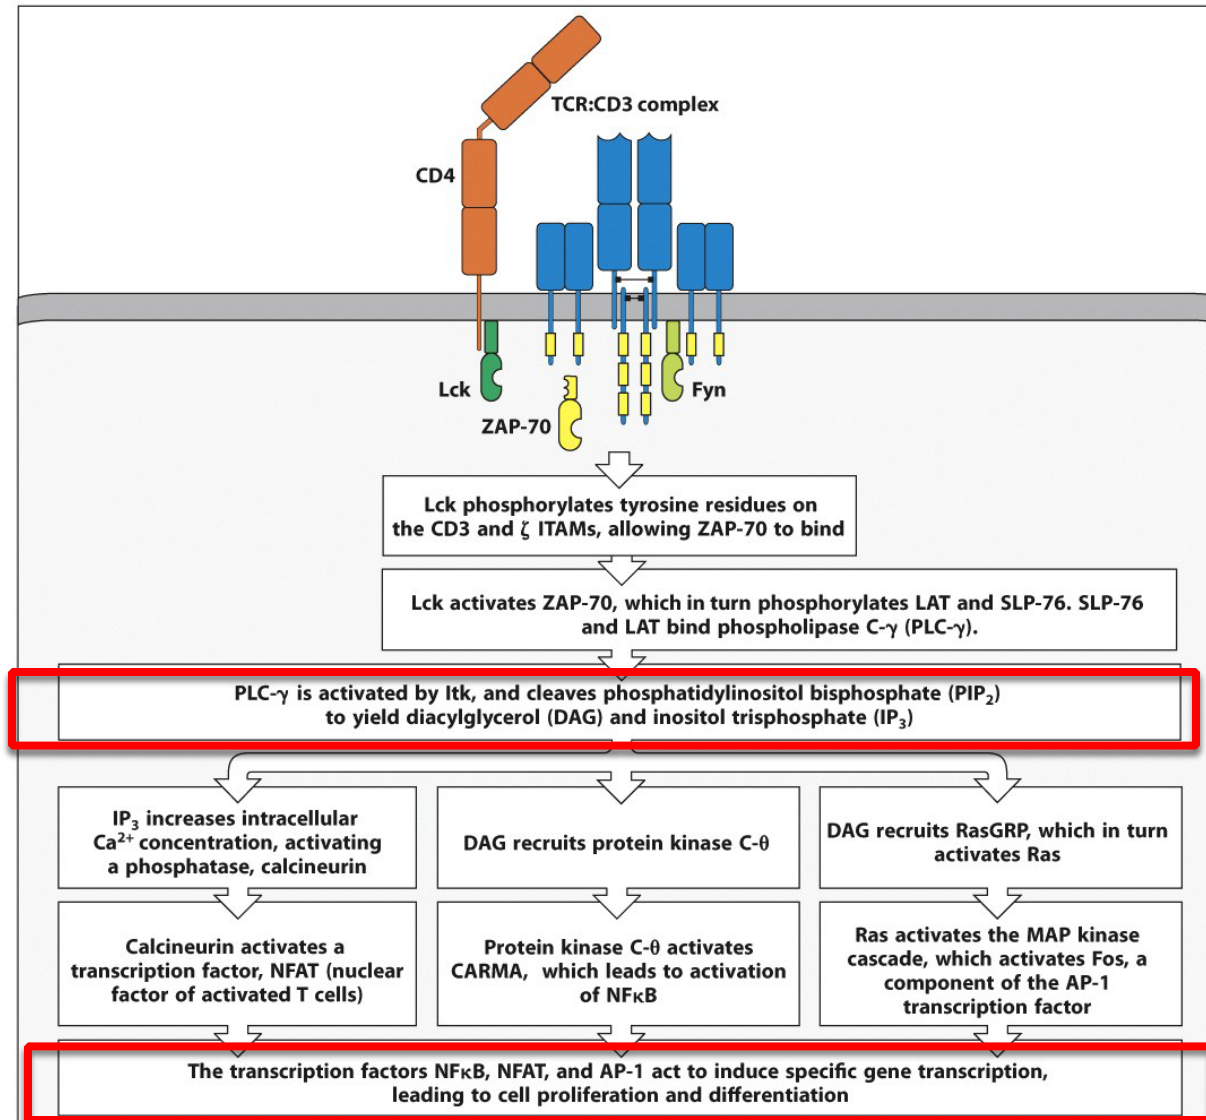 TCR:CD3 complex
CD4
Lck
Fyn
ZAP-70
Lck phosphorylates tyrosine residues on
the CD3 and ζ ITAMs, allowing ZAP-70 to bind
Lck activates ZAP-70, which in turn phosphorylates LAT and SLP-76. SLP-76
and LAT bind phospholipase C-γ (PLC-γ).
PLC-γ is activated by Itk, and cleaves phosphatidylinositol bisphosphate (PIP₂)
to yield diacylglycerol (DAG) and inositol trisphosphate (IP₃)
IP₃ increases intracellular
Ca²⁺ concentration, activating
a phosphatase, calcineurin
DAG recruits protein kinase C-θ
DAG recruits RasGRP, which in turn
activates Ras
Calcineurin activates a
transcription factor, NFAT (nuclear
factor of activated T cells)
Protein kinase C-θ activates
CARMA, which leads to activation
of NFκB
Ras activates the MAP kinase
cascade, which activates Fos, a
component of the AP-1
transcription factor
The transcription factors NFκB, NFAT, and AP-1 act to induce specific gene transcription,
leading to cell proliferation and differentiation